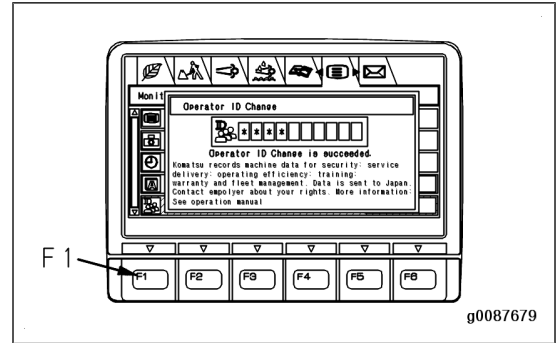 Monit
Operator ID Change
ID * * * *
Operator ID Change is succeeded.
Komatsu records machine data for security: service
delivery: operating efficiency: training:
warranty and fleet management. Data is sent to Japan.
Contact empolyer about your rights. More information:
See operation manual
F 1
F1 F2 F3 F4 F5 F6
g0087679